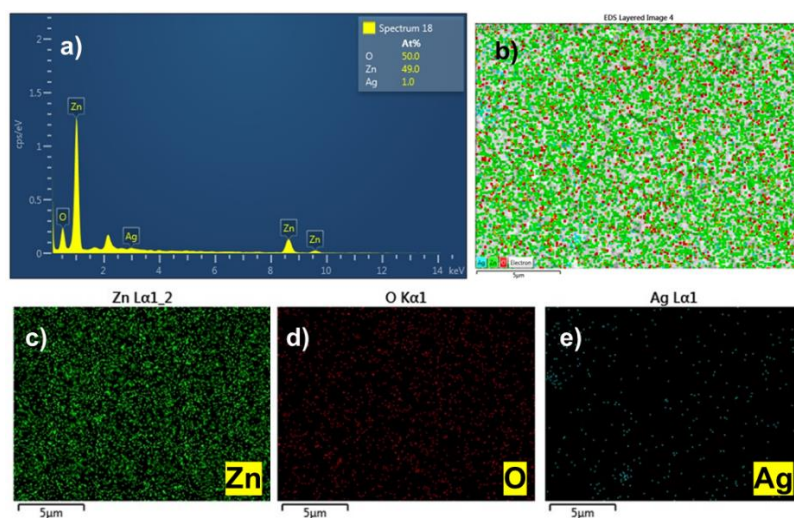 a)
Spectrum 18
At%
O 50.0
Zn 49.0
Ag 1.0
2
1.5
1
0.5
0
cps/eV
Zn
O
Ag
Zn
Zn
2 4 6 8 10 12 14 keV
EDS Layered Image 4
b)
Ag Zn O Electron
5µm
Zn Lα1_2
c)
Zn
5µm
O Kα1
d)
O
5µm
Ag Lα1
e)
Ag
5µm